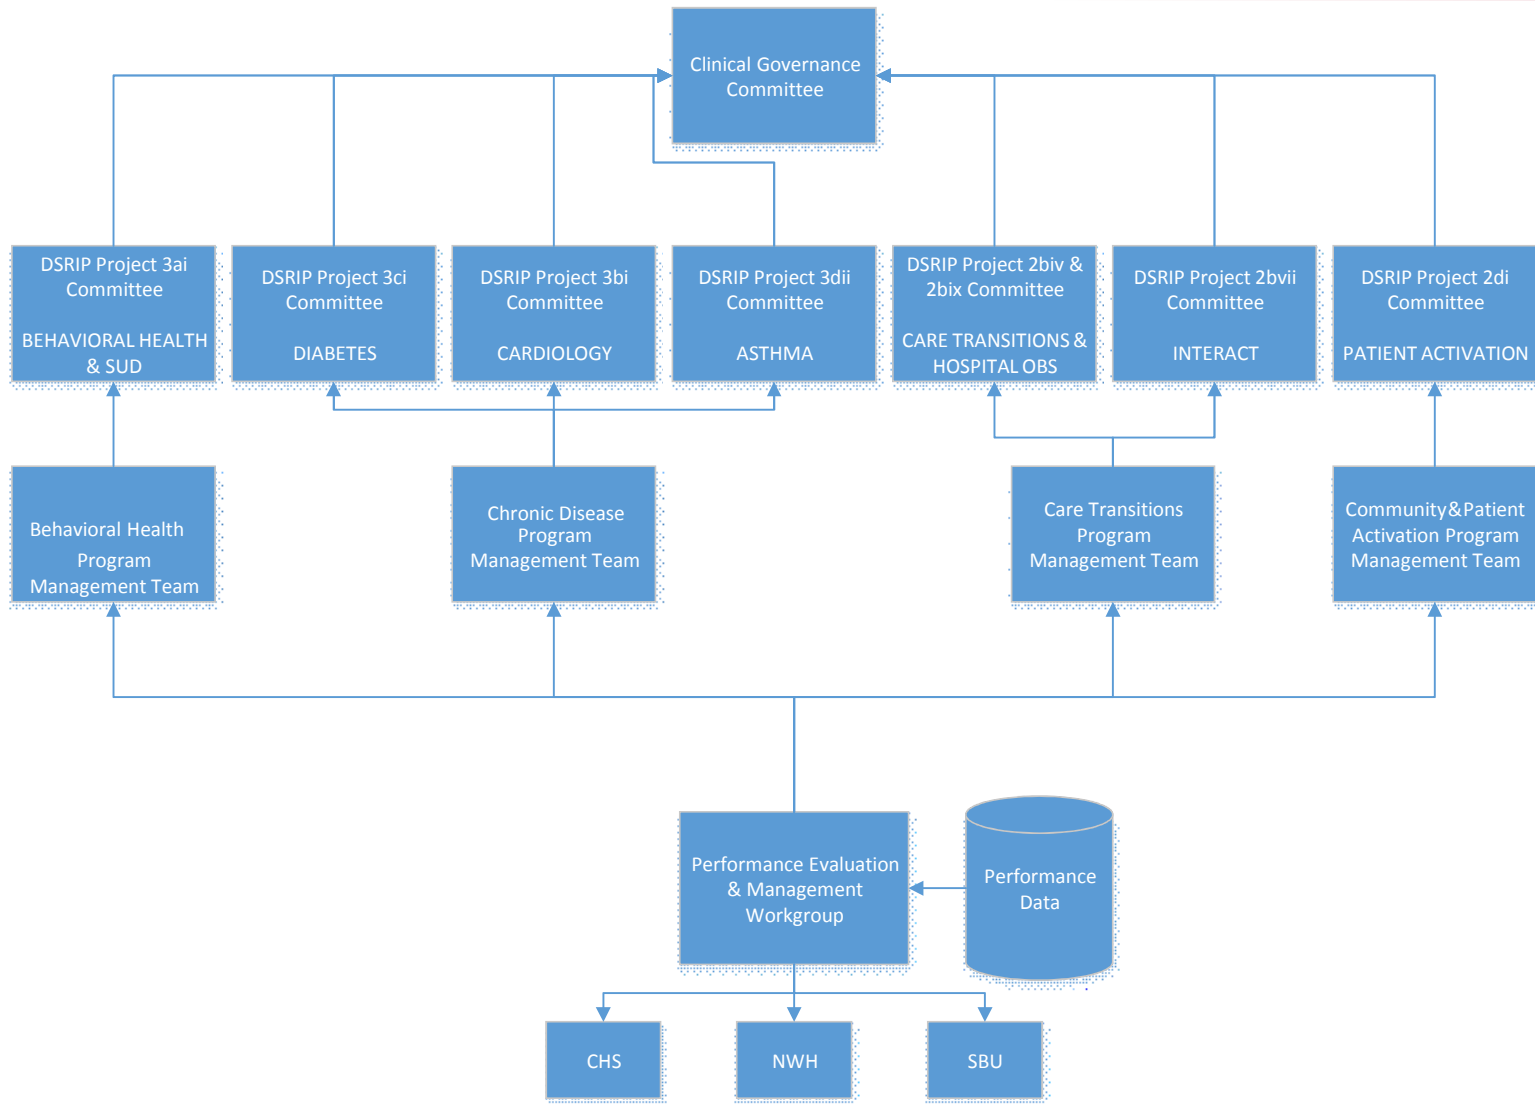 Clinical Governance
Committee
DSRIP Project 3ai
Committee
BEHAVIORAL HEALTH
& SUD
DSRIP Project 3ci
Committee
DIABETES
DSRIP Project 3bi
Committee
CARDIOLOGY
DSRIP Project 3dii
Committee
ASTHMA
DSRIP Project 2biv &
2bix Committee
CARE TRANSITIONS &
HOSPITAL OBS
DSRIP Project 2bvii
Committee
INTERACT
DSRIP Project 2di
Committee
PATIENT ACTIVATION
Behavioral Health
Program
Management Team
Chronic Disease
Program
Management Team
Care Transitions
Program
Management Team
Community&Patient
Activation Program
Management Team
Performance Evaluation
& Management
Workgroup
Performance
Data
CHS
NWH
SBU